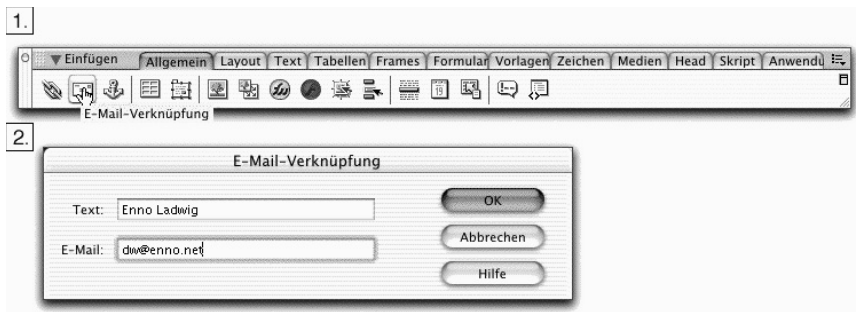 1.
Einfügen Allgemein Layout Text Tabellen Frames Formular Vorlagen Zeichen Medien Head Skript Anwendu
19
E-Mail-Verknüpfung
2.
E-Mail-Verknüpfung
Text: Enno Ladwig
OK
E-Mail: dw@enno.net
Abbrechen
Hilfe